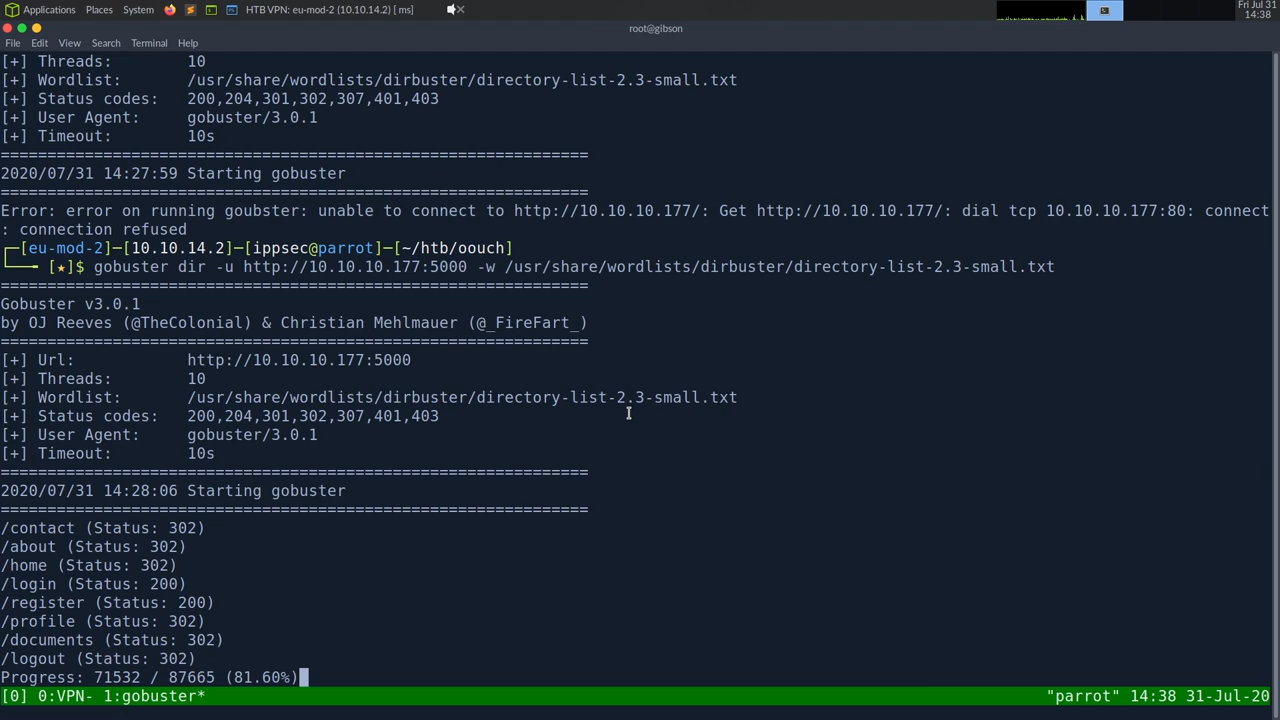 Applications Places System HTB VPN: eu-mod-2 (10.10.14.2) [ ms] Fri Jul 31
14:38
root@gibson
File Edit View Search Terminal Help
[+] Threads:        10
[+] Wordlist:       /usr/share/wordlists/dirbuster/directory-list-2.3-small.txt
[+] Status codes:   200,204,301,302,307,401,403
[+] User Agent:     gobuster/3.0.1
[+] Timeout:        10s
===============================================================
2020/07/31 14:27:59 Starting gobuster
===============================================================
Error: error on running goubster: unable to connect to http://10.10.10.177/: Get http://10.10.10.177/: dial tcp 10.10.10.177:80: connect
: connection refused
┌─[eu-mod-2]─[10.10.14.2]─[ippsec@parrot]─[~/htb/oouch]
└──╼ [★]$ gobuster dir -u http://10.10.10.177:5000 -w /usr/share/wordlists/dirbuster/directory-list-2.3-small.txt
===============================================================
Gobuster v3.0.1
by OJ Reeves (@TheColonial) & Christian Mehlmauer (@_FireFart_)
===============================================================
[+] Url:            http://10.10.10.177:5000
[+] Threads:        10
[+] Wordlist:       /usr/share/wordlists/dirbuster/directory-list-2.3-small.txt
[+] Status codes:   200,204,301,302,307,401,403
[+] User Agent:     gobuster/3.0.1
[+] Timeout:        10s
===============================================================
2020/07/31 14:28:06 Starting gobuster
===============================================================
/contact (Status: 302)
/about (Status: 302)
/home (Status: 302)
/login (Status: 200)
/register (Status: 200)
/profile (Status: 302)
/documents (Status: 302)
/logout (Status: 302)
Progress: 71532 / 87665 (81.60%)
[0] 0:VPN- 1:gobuster* "parrot" 14:38 31-Jul-20